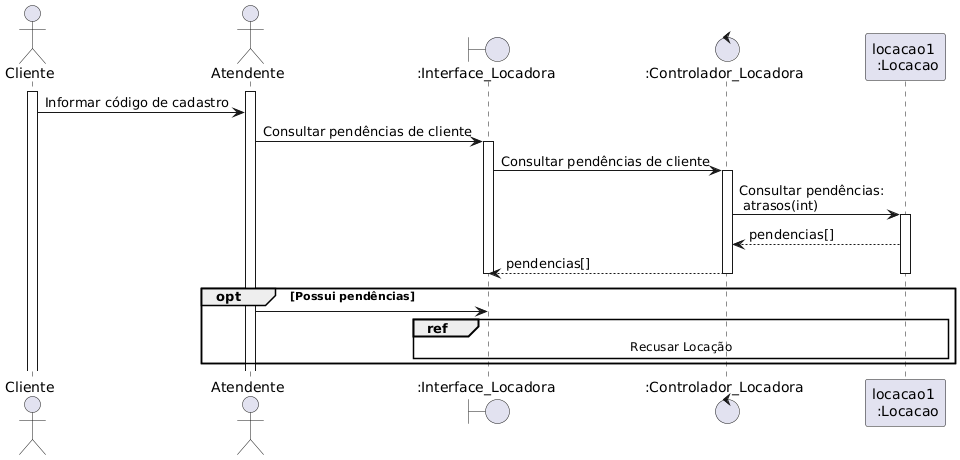 Cliente
Atendente
:Interface_Locadora
:Controlador_Locadora
locacao1
:Locacao
Informar código de cadastro
Consultar pendências de cliente
Consultar pendências de cliente
Consultar pendências:
atrasos(int)
pendencias[]
pendencias[]
opt
[Possui pendências]
ref
Recusar Locação
Cliente
Atendente
:Interface_Locadora
:Controlador_Locadora
locacao1
:Locacao